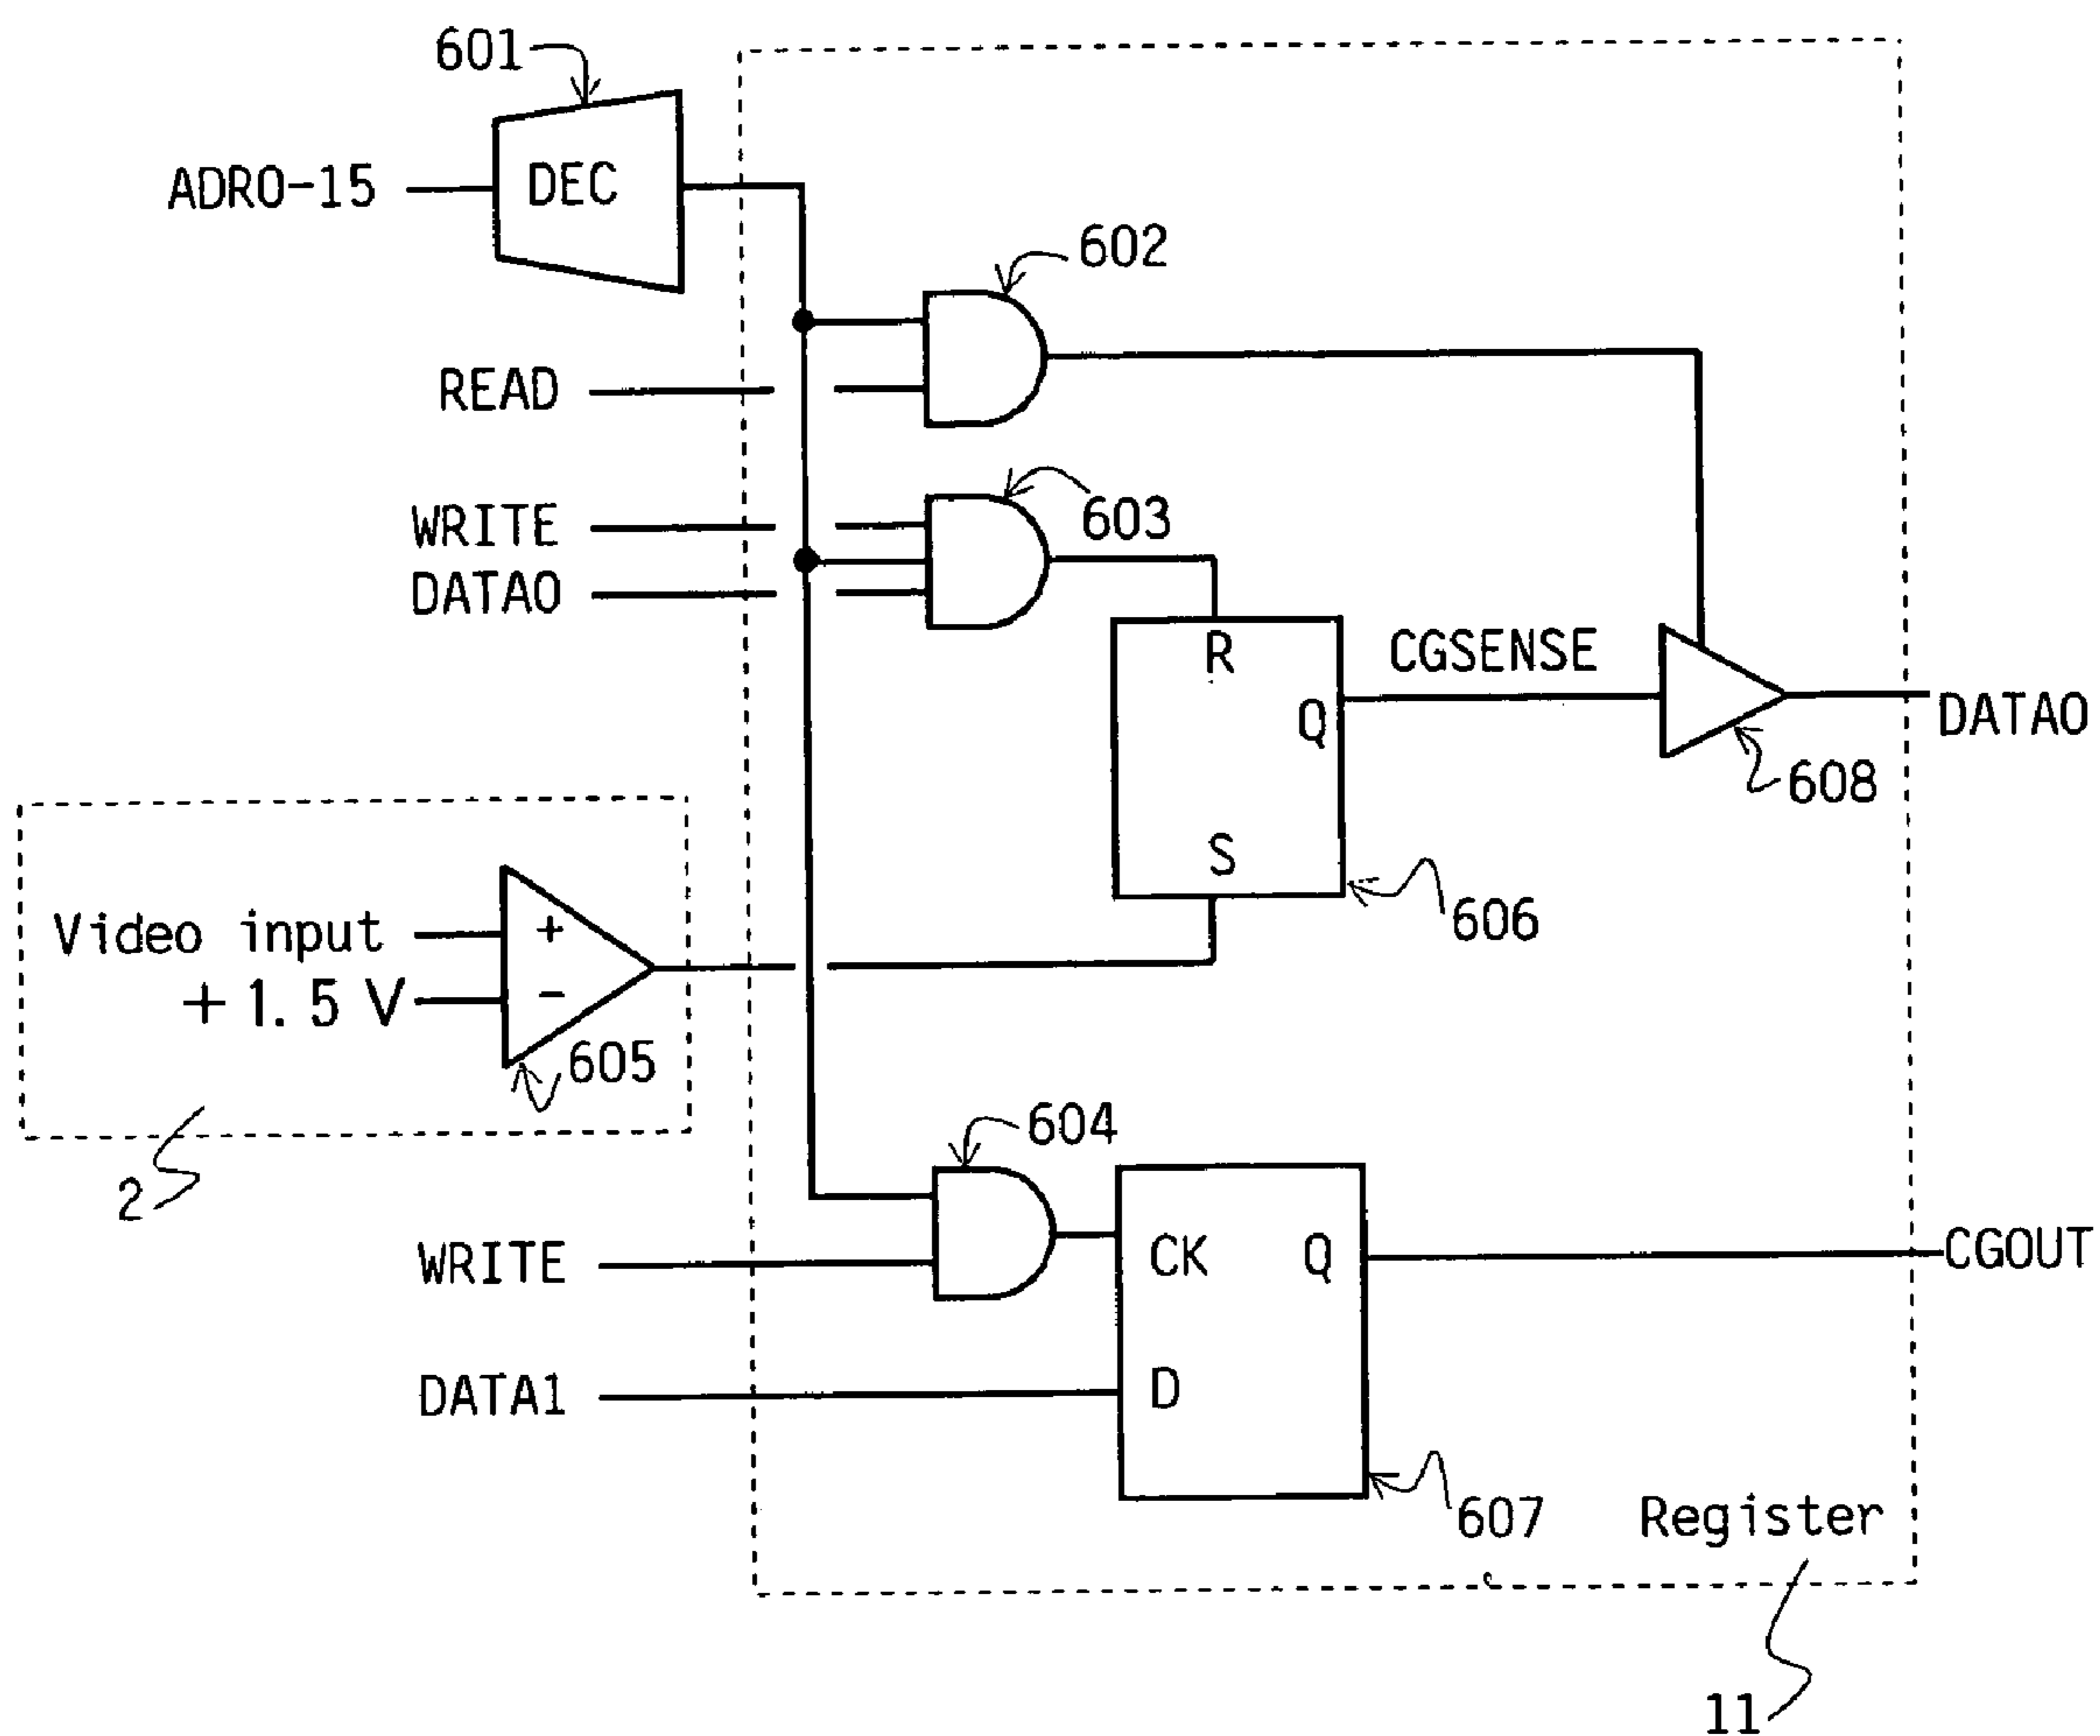 601
ADR0-15
DEC
602
READ
WRITE
603
DATA0
R
CGSENSE
Q
DATA0
608
S
606
Video input
+
+1.5 V
-
605
604
2
WRITE
CK
Q
CGOUT
DATA1
D
607
Register
11